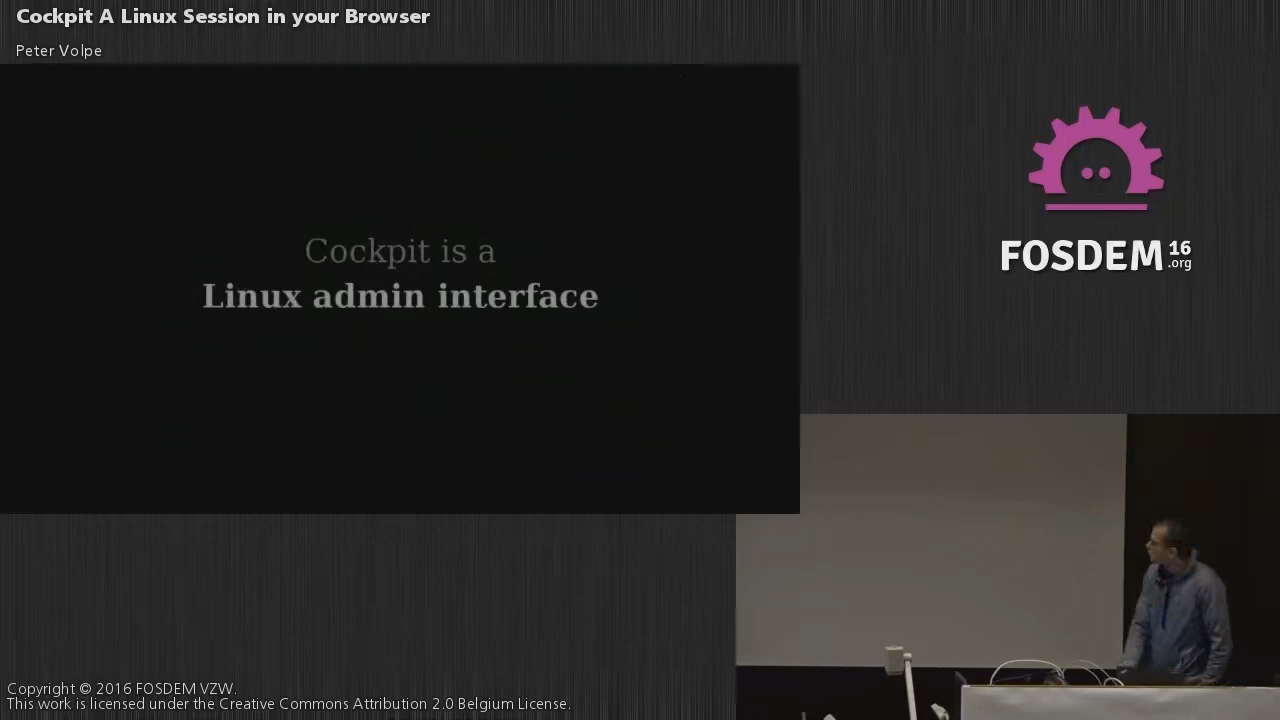 Cockpit A Linux Session in your Browser
Peter Volpe
Cockpit is a
Linux admin interface
FOSDEM 16
.org
Copyright © 2016 FOSDEM VZW.
This work is licensed under the Creative Commons Attribution 2.0 Belgium License.